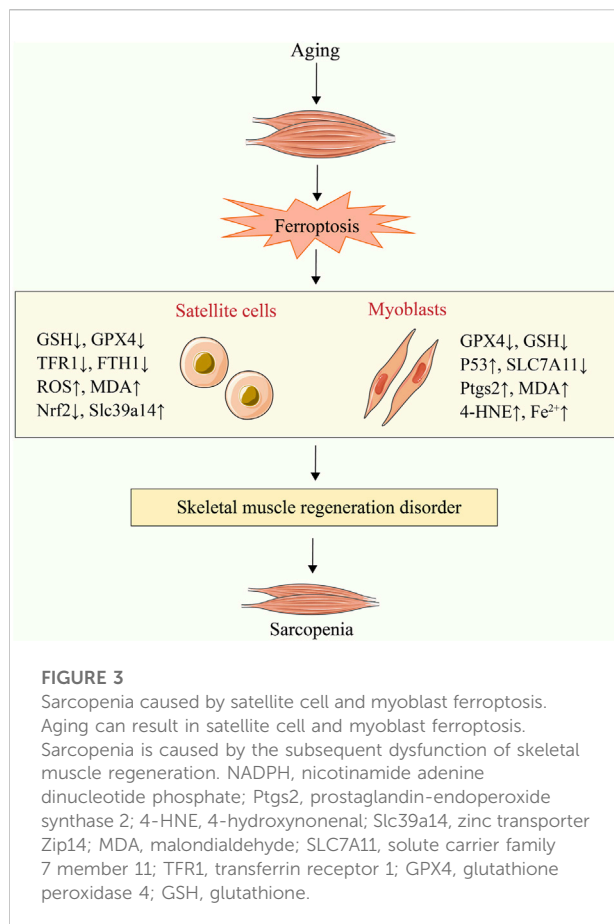 Aging
Ferroptosis
Satellite cells
GSH↓, GPX4↓
TFR1↓, FTH1↓
ROS↑, MDA↑
Nrf2↓, Slc39a14↑
Myoblasts
GPX4↓, GSH↓
P53↑, SLC7A11↓
Ptgs2↑, MDA↑
4-HNE↑, Fe²⁺↑
Skeletal muscle regeneration disorder
Sarcopenia
FIGURE 3
Sarcopenia caused by satellite cell and myoblast ferroptosis.
Aging can result in satellite cell and myoblast ferroptosis.
Sarcopenia is caused by the subsequent dysfunction of skeletal
muscle regeneration. NADPH, nicotinamide adenine
dinucleotide phosphate; Ptgs2, prostaglandin-endoperoxide
synthase 2; 4-HNE, 4-hydroxynonenal; Slc39a14, zinc transporter
Zip14; MDA, malondialdehyde; SLC7A11, solute carrier family
7 member 11; TFR1, transferrin receptor 1; GPX4, glutathione
peroxidase 4; GSH, glutathione.